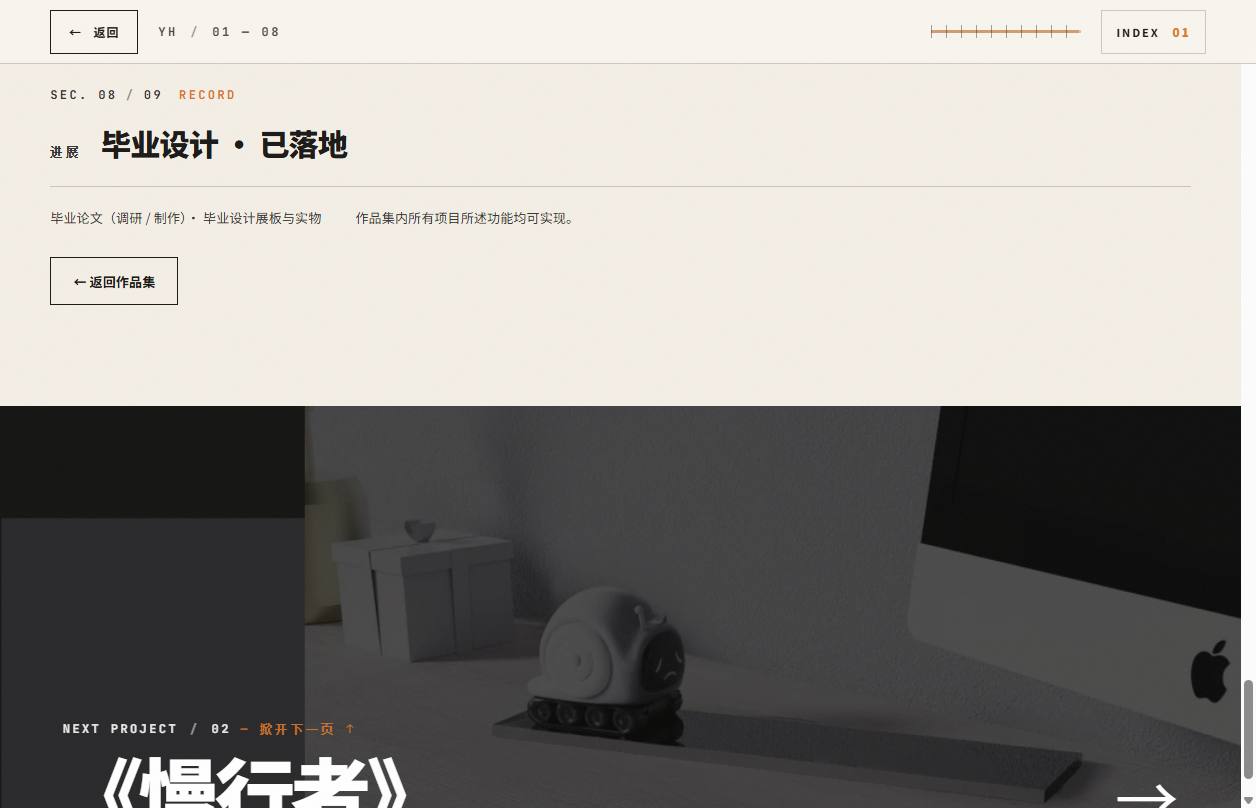 ← 返回
YH / 01 — 08
INDEX 01
SEC. 08 / 09 RECORD
进展 毕业设计 · 已落地
毕业论文（调研 / 制作）· 毕业设计展板与实物 作品集内所有项目所述功能均可实现。
← 返回作品集
NEXT PROJECT / 02 — 掀开下一页 ↑
《慢行者》
→